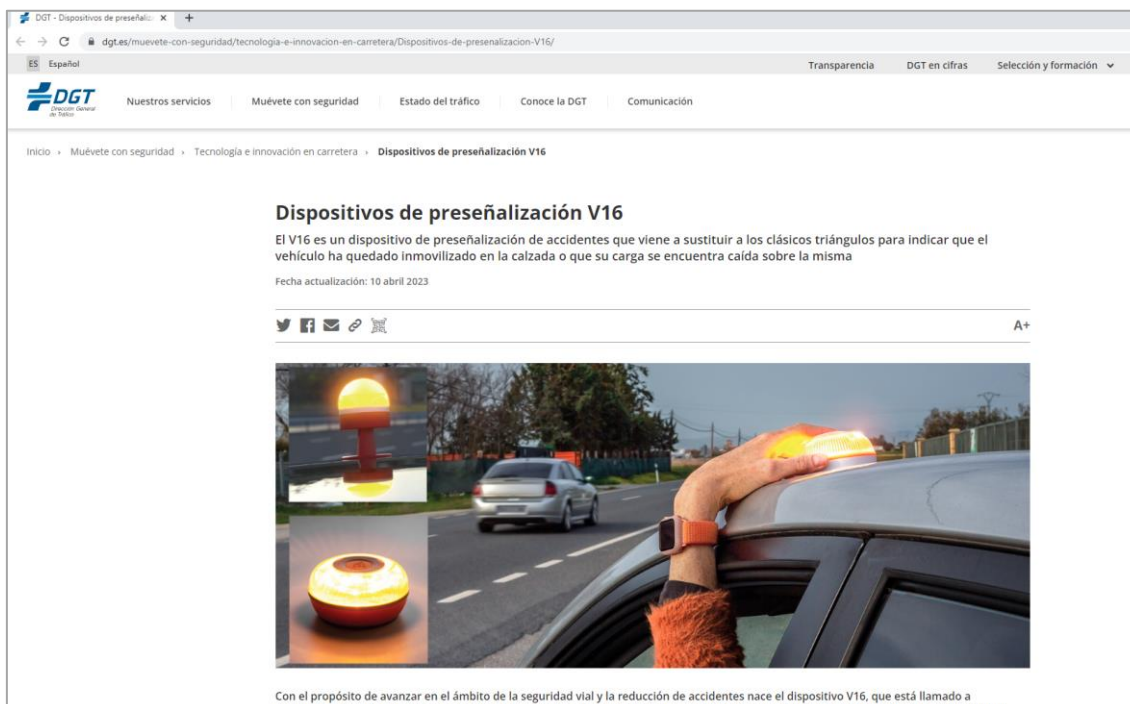 DGT - Dispositivos de preseñaliz
dgt.es/muevete-con-seguridad/tecnologia-e-innovacion-en-carretera/Dispositivos-de-presenalizacion-V16/
ES Español Transparencia DGT en cifras Selección y formación
DGT
Dirección General
de Tráfico
Nuestros servicios Muévete con seguridad Estado del tráfico Conoce la DGT Comunicación
Inicio › Muévete con seguridad › Tecnología e innovación en carretera › Dispositivos de preseñalización V16
Dispositivos de preseñalización V16
El V16 es un dispositivo de preseñalización de accidentes que viene a sustituir a los clásicos triángulos para indicar que el
vehículo ha quedado inmovilizado en la calzada o que su carga se encuentra caída sobre la misma
Fecha actualización: 10 abril 2023
A+
Con el propósito de avanzar en el ámbito de la seguridad vial y la reducción de accidentes nace el dispositivo V16, que está llamado a